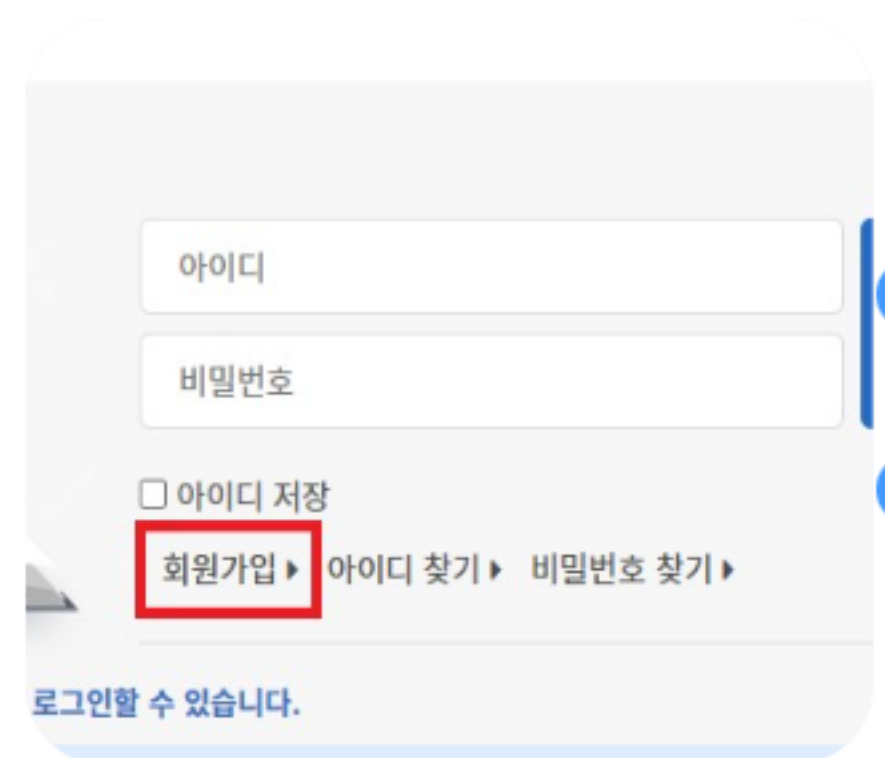 아이디
비밀번호
아이디 저장
회원가입 아이디 찾기 비밀번호 찾기
로그인할 수 있습니다.